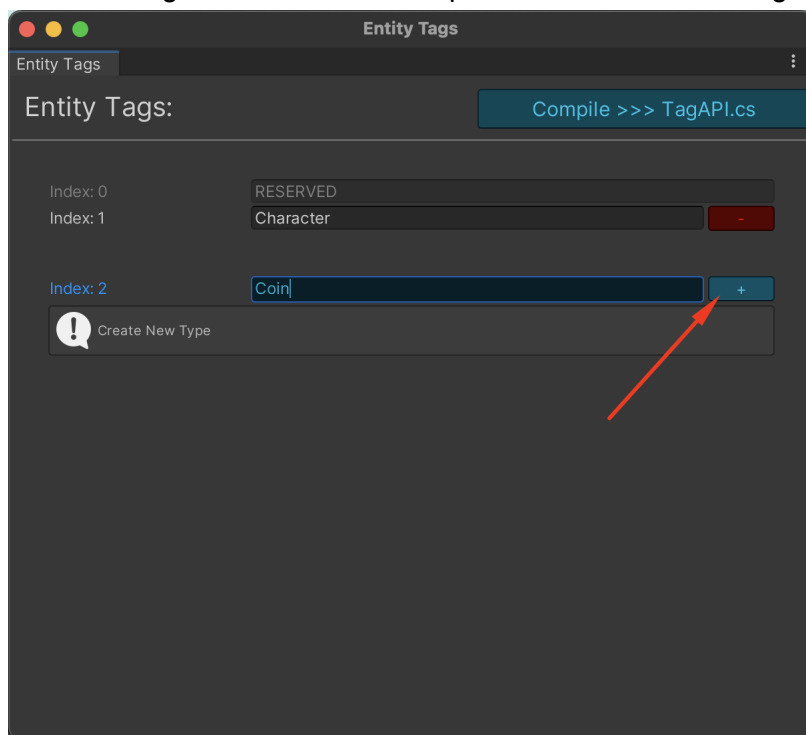 Entity Tags
Entity Tags
Entity Tags:
Compile >>> TagAPI.cs
Index: 0 RESERVED
Index: 1 Character -
Index: 2 Coin +
Create New Type